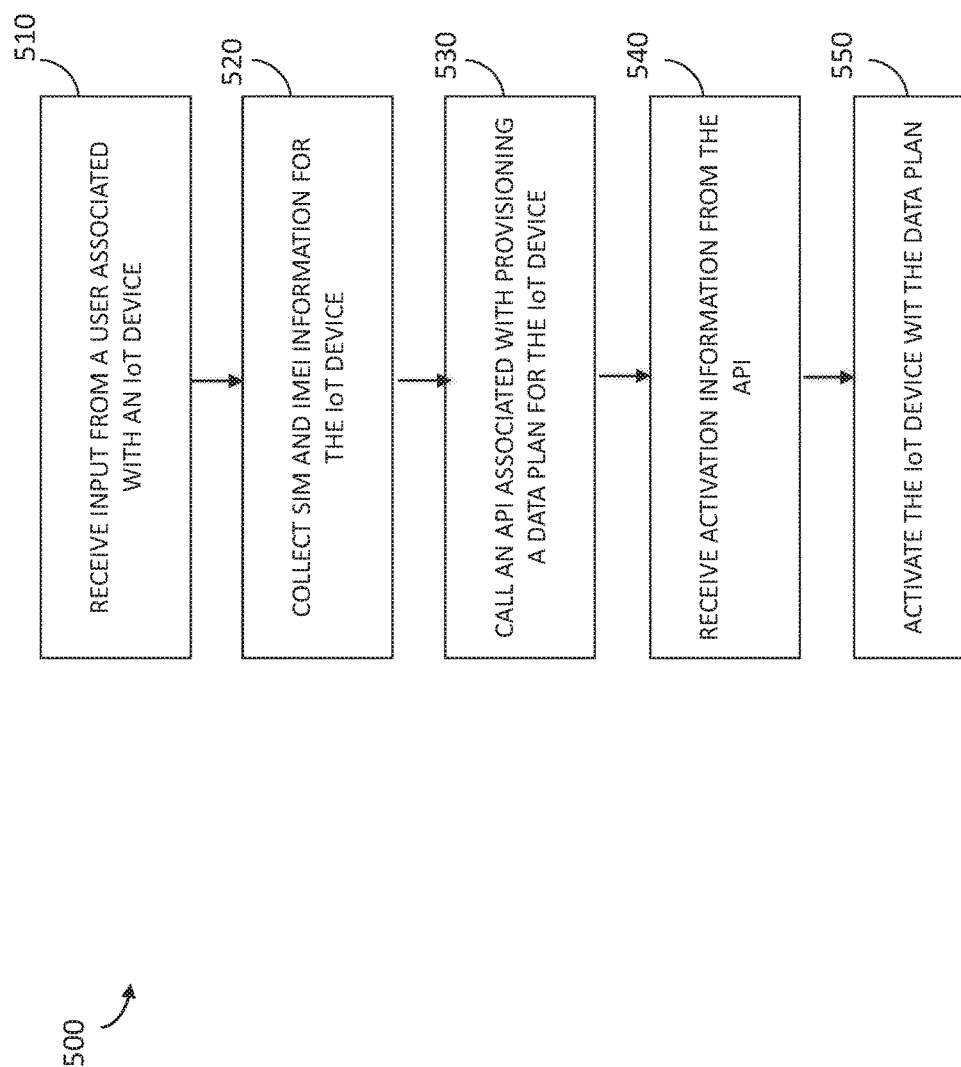 500
510
RECEIVE INPUT FROM A USER ASSOCIATED
WITH AN IoT DEVICE
520
COLLECT SIM AND IMEI INFORMATION FOR
THE IoT DEVICE
530
CALL AN API ASSOCIATED WITH PROVISIONING
A DATA PLAN FOR THE IoT DEVICE
540
RECEIVE ACTIVATION INFORMATION FROM THE
API
550
ACTIVATE THE IoT DEVICE WIT THE DATA PLAN